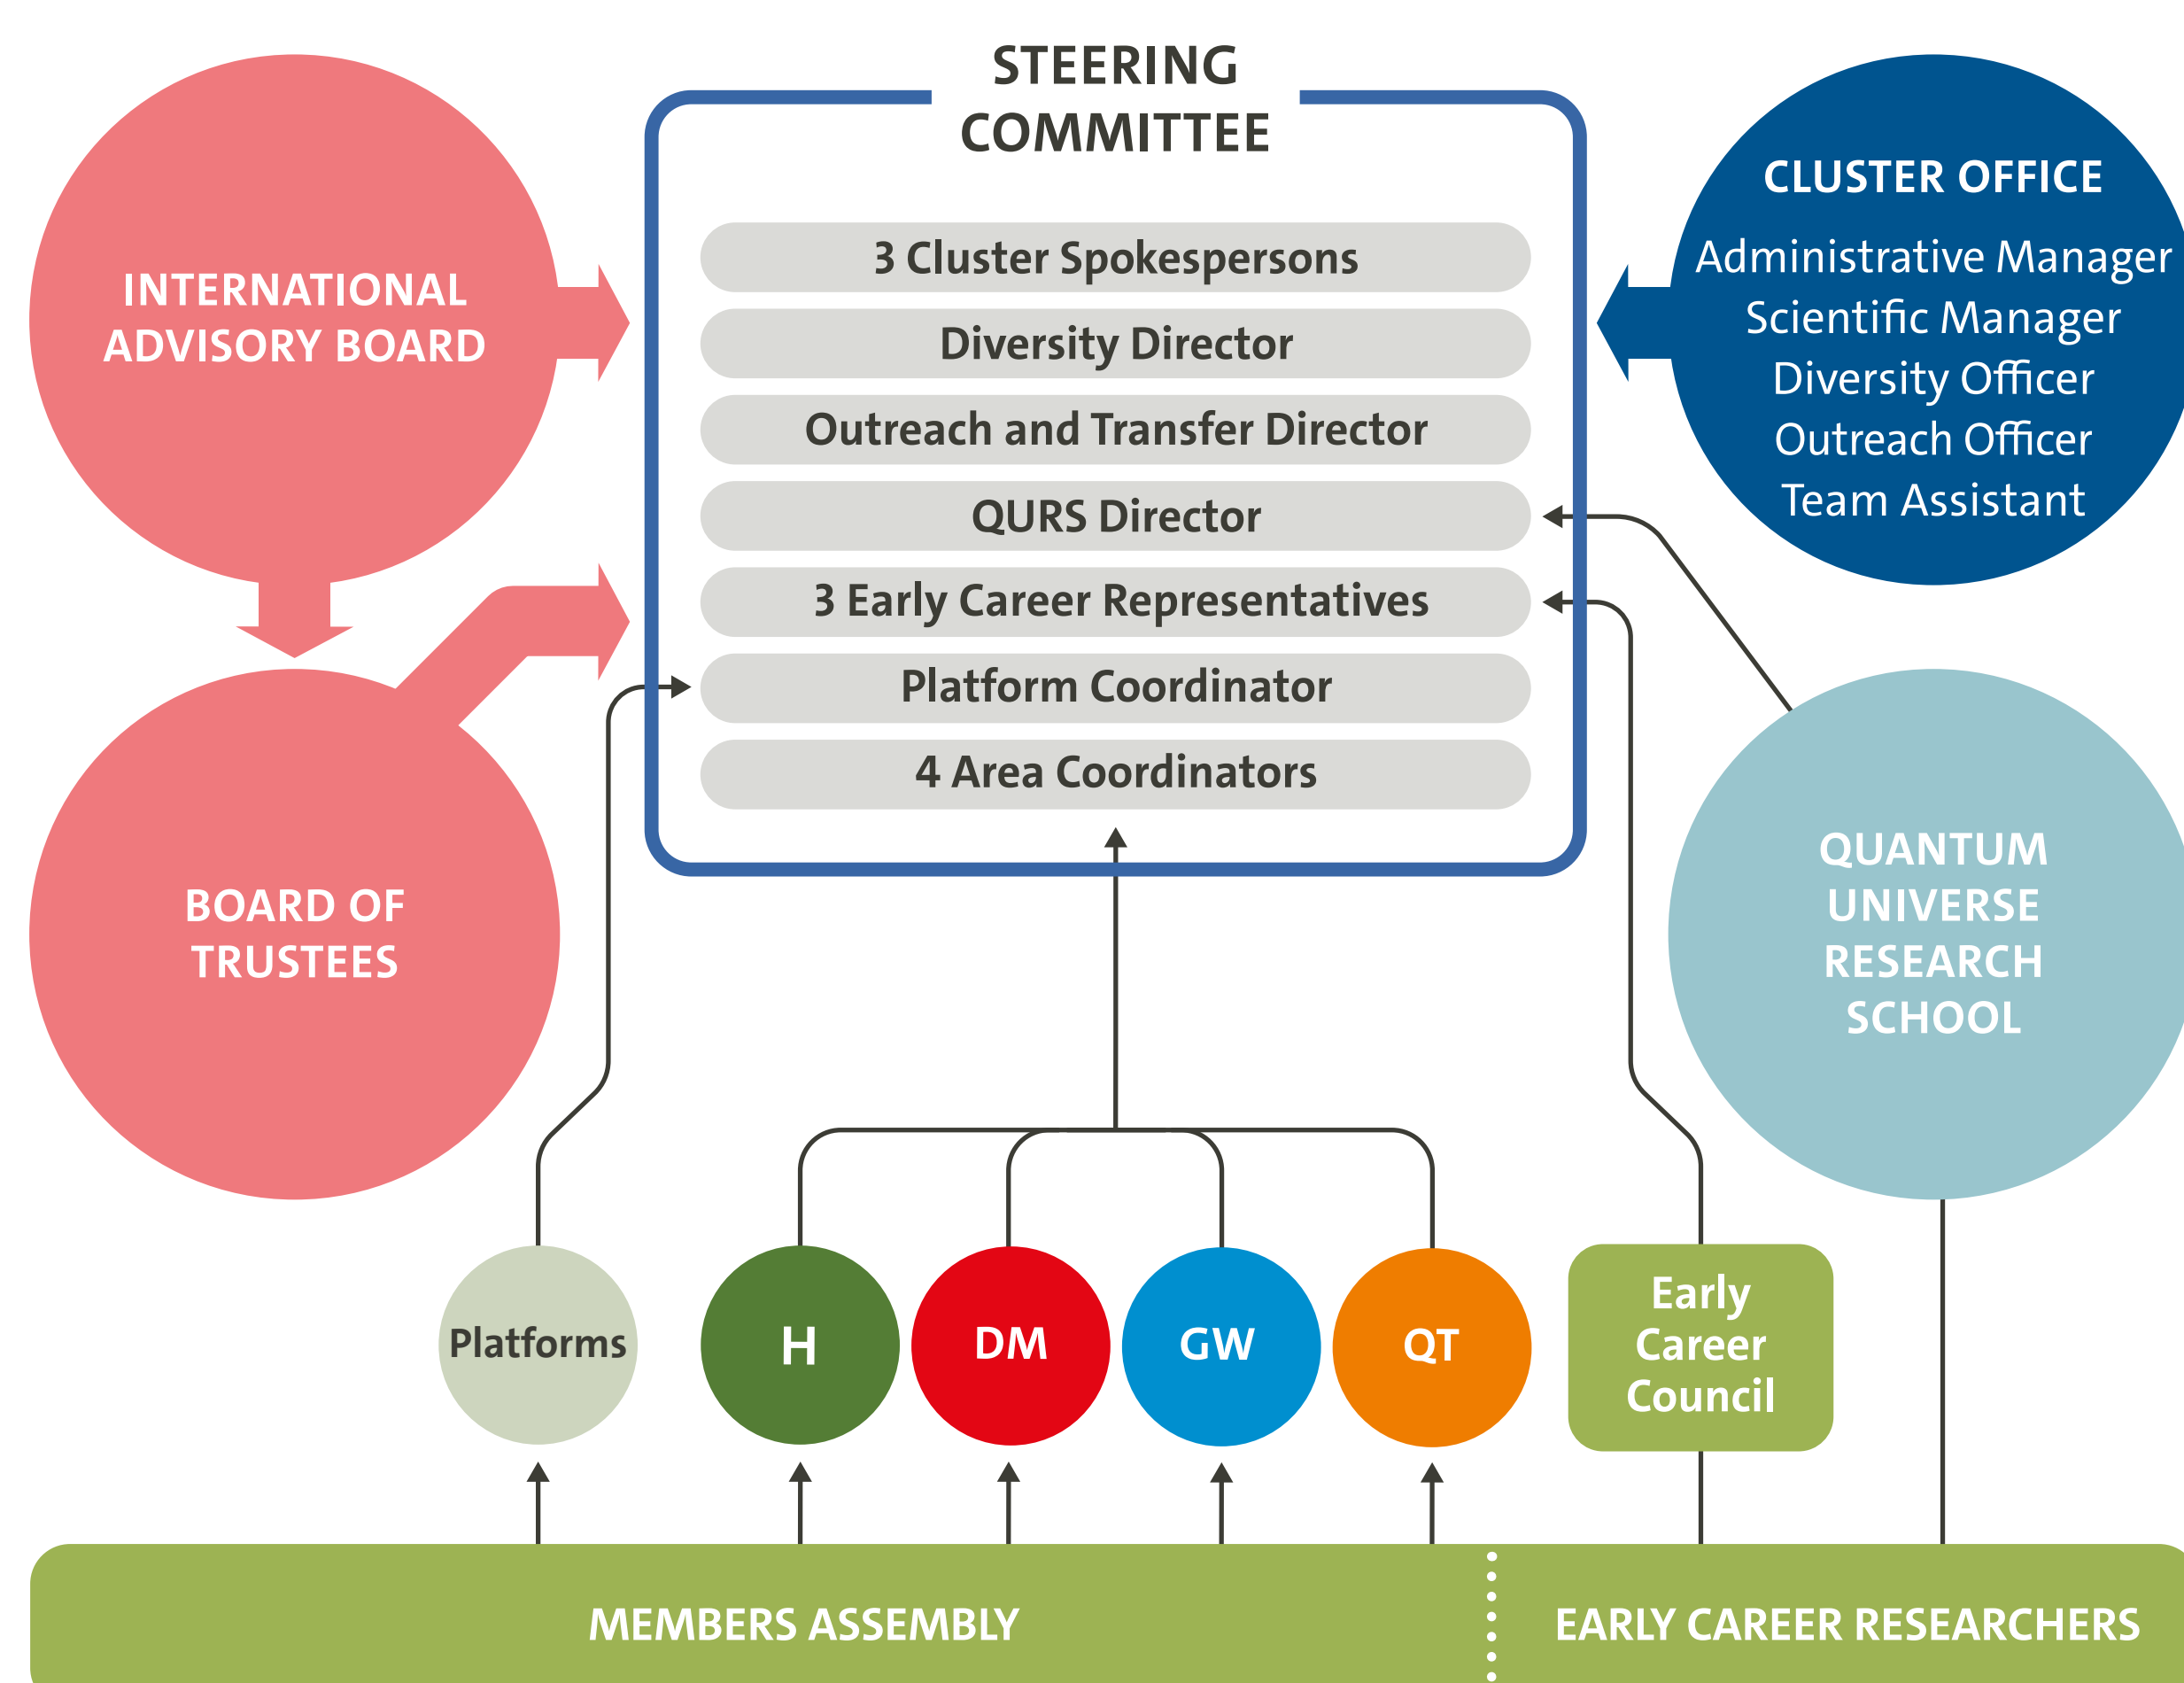 STEERING
COMMITTEE
INTERNATIONAL
ADVISORY BOARD
3 Cluster Spokespersons
Diversity Director
Outreach and Transfer Director
QURS Director
3 Early Career Representatives
Platform Coordinator
4 Area Coordinators
CLUSTER OFFICE
Administrative Manager
Scientific Manager
Diversity Officer
Outreach Officer
Team Assistant
BOARD OF
TRUSTEES
QUANTUM
UNIVERSE
RESEARCH
SCHOOL
Platforms
H
DM
GW
QT
Early
Career
Council
MEMBERS ASSEMBLY
EARLY CAREER RESEARCHERS